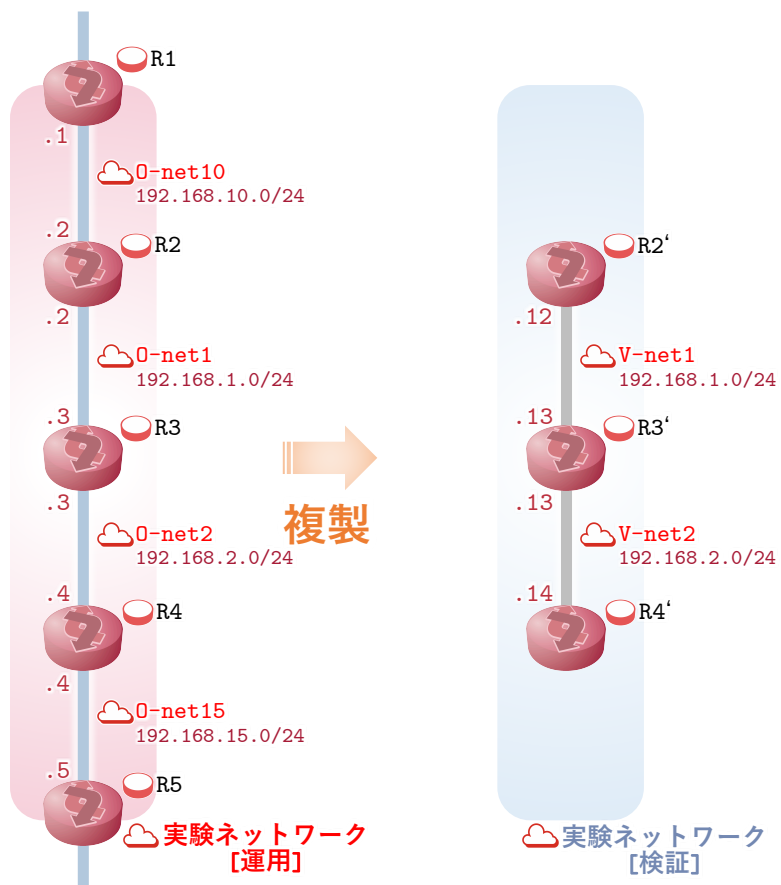 R1
.1
O-net10
192.168.10.0/24
.2
R2
.2
O-net1
192.168.1.0/24
.3
R3
.3
O-net2
192.168.2.0/24
.4
R4
.4
O-net15
192.168.15.0/24
.5
R5
実験ネットワーク
[運用]
複製
R2‘
.12
V-net1
192.168.1.0/24
.13
R3‘
.13
V-net2
192.168.2.0/24
.14
R4‘
実験ネットワーク
[検証]